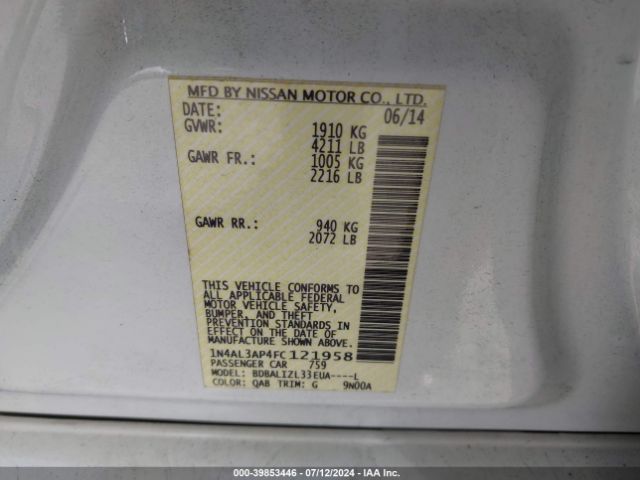 MFD BY NISSAN MOTOR CO., LTD.
DATE: 06/14
GVWR: 1910 KG
4211 LB
GAWR FR.: 1005 KG
2216 LB
GAWR RR.: 940 KG
2072 LB
THIS VEHICLE CONFORMS TO
ALL APPLICABLE FEDERAL
MOTOR VEHICLE SAFETY,
BUMPER, AND THEFT
PREVENTION STANDARDS IN
EFFECT ON THE DATE OF
MANUFACTURE SHOWN ABOVE.
1N4AL3AP4FC121958
PASSENGER CAR 759
MODEL: BDBALIZL33EUA----L
COLOR: QAB TRIM: G 9N00A
000-39853446 - 07/12/2024 - IAA Inc.